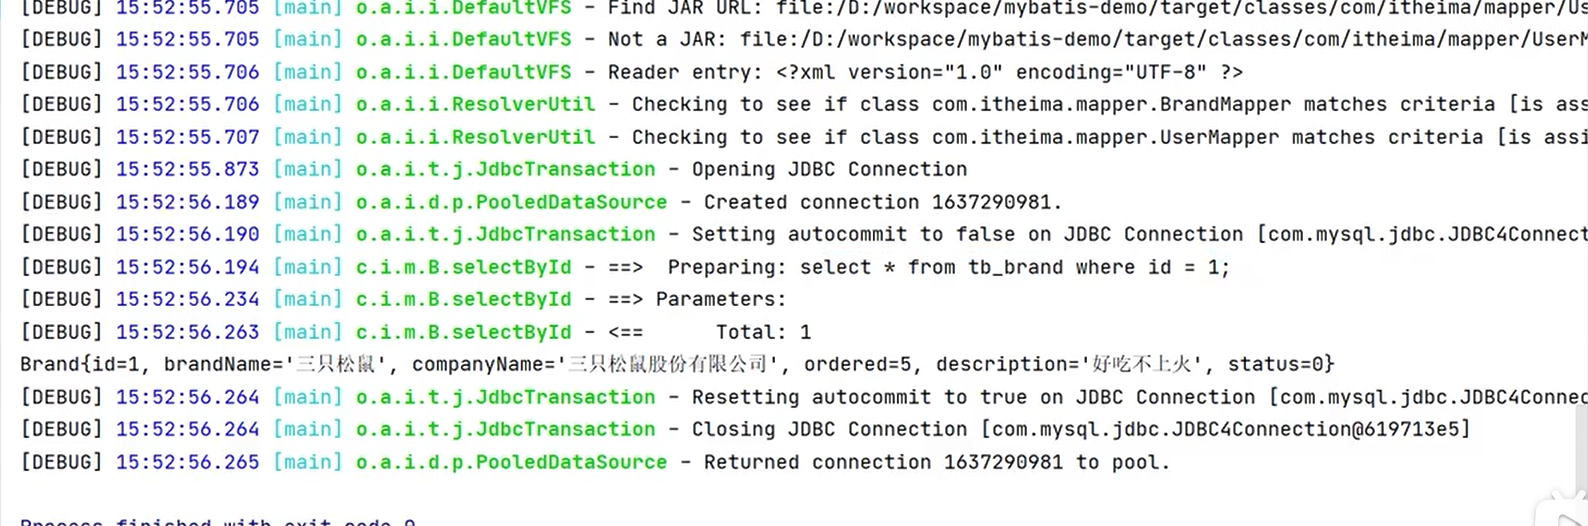 [DEBUG] 15:52:55.705 [main] o.a.i.i.DefaultVFS - Find JAR URL: file:/D:/workspace/mybatis-demo/target/classes/com/itheima/mapper/Us
[DEBUG] 15:52:55.705 [main] o.a.i.i.DefaultVFS - Not a JAR: file:/D:/workspace/mybatis-demo/target/classes/com/itheima/mapper/UserM
[DEBUG] 15:52:55.706 [main] o.a.i.i.DefaultVFS - Reader entry: <?xml version="1.0" encoding="UTF-8" ?>
[DEBUG] 15:52:55.706 [main] o.a.i.i.ResolverUtil - Checking to see if class com.itheima.mapper.BrandMapper matches criteria [is ass
[DEBUG] 15:52:55.707 [main] o.a.i.i.ResolverUtil - Checking to see if class com.itheima.mapper.UserMapper matches criteria [is assi
[DEBUG] 15:52:55.873 [main] o.a.i.t.j.JdbcTransaction - Opening JDBC Connection
[DEBUG] 15:52:56.189 [main] o.a.i.d.p.PooledDataSource - Created connection 1637290981.
[DEBUG] 15:52:56.190 [main] o.a.i.t.j.JdbcTransaction - Setting autocommit to false on JDBC Connection [com.mysql.jdbc.JDBC4Connect
[DEBUG] 15:52:56.194 [main] c.i.m.B.selectById - ==>  Preparing: select * from tb_brand where id = 1;
[DEBUG] 15:52:56.234 [main] c.i.m.B.selectById - ==> Parameters:
[DEBUG] 15:52:56.263 [main] c.i.m.B.selectById - <==      Total: 1
Brand{id=1, brandName='三只松鼠', companyName='三只松鼠股份有限公司', ordered=5, description='好吃不上火', status=0}
[DEBUG] 15:52:56.264 [main] o.a.i.t.j.JdbcTransaction - Resetting autocommit to true on JDBC Connection [com.mysql.jdbc.JDBC4Connec
[DEBUG] 15:52:56.264 [main] o.a.i.t.j.JdbcTransaction - Closing JDBC Connection [com.mysql.jdbc.JDBC4Connection@619713e5]
[DEBUG] 15:52:56.265 [main] o.a.i.d.p.PooledDataSource - Returned connection 1637290981 to pool.
Process finished with exit code 0